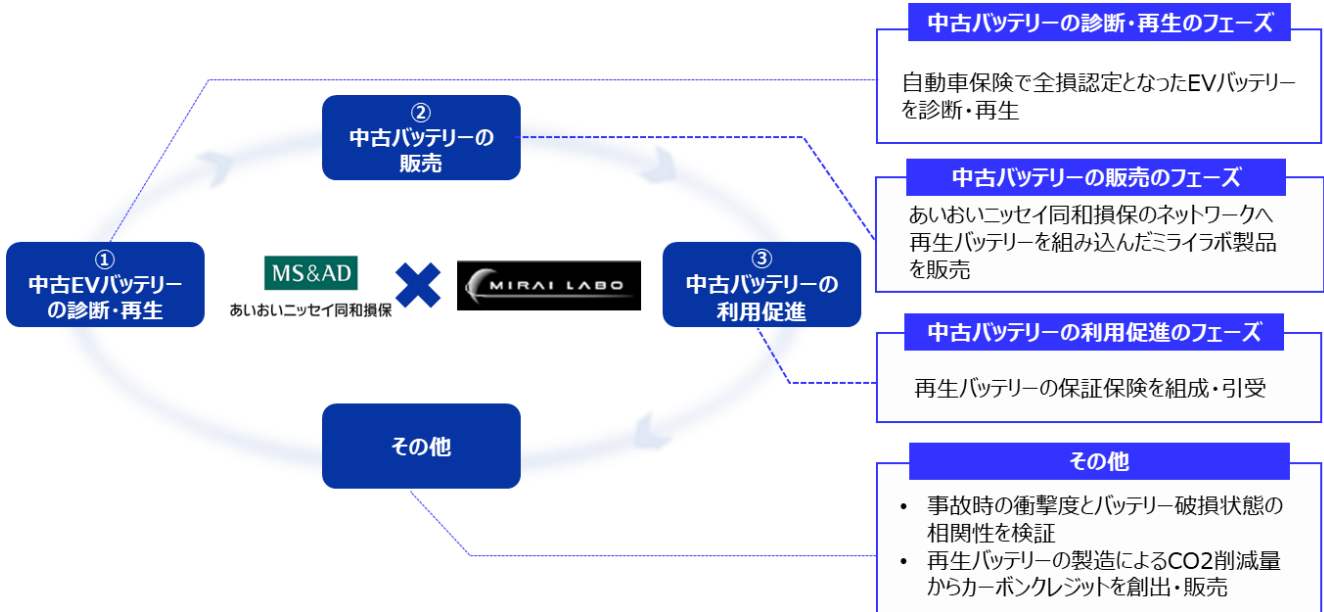 中古バッテリーの診断・再生のフェーズ
自動車保険で全損認定となったEVバッテリー
を診断・再生
②
中古バッテリーの
販売
中古バッテリーの販売のフェーズ
あいおいニッセイ同和損保のネットワークへ
再生バッテリーを組み込んだミライラボ製品
を販売
①
中古EVバッテリー
の診断・再生
MS&AD
あいおいニッセイ同和損保
MIRAI LABO
③
中古バッテリーの
利用促進
中古バッテリーの利用促進のフェーズ
再生バッテリーの保証保険を組成・引受
その他
その他
• 事故時の衝撃度とバッテリー破損状態の
相関性を検証
• 再生バッテリーの製造によるCO2削減量
からカーボンクレジットを創出・販売